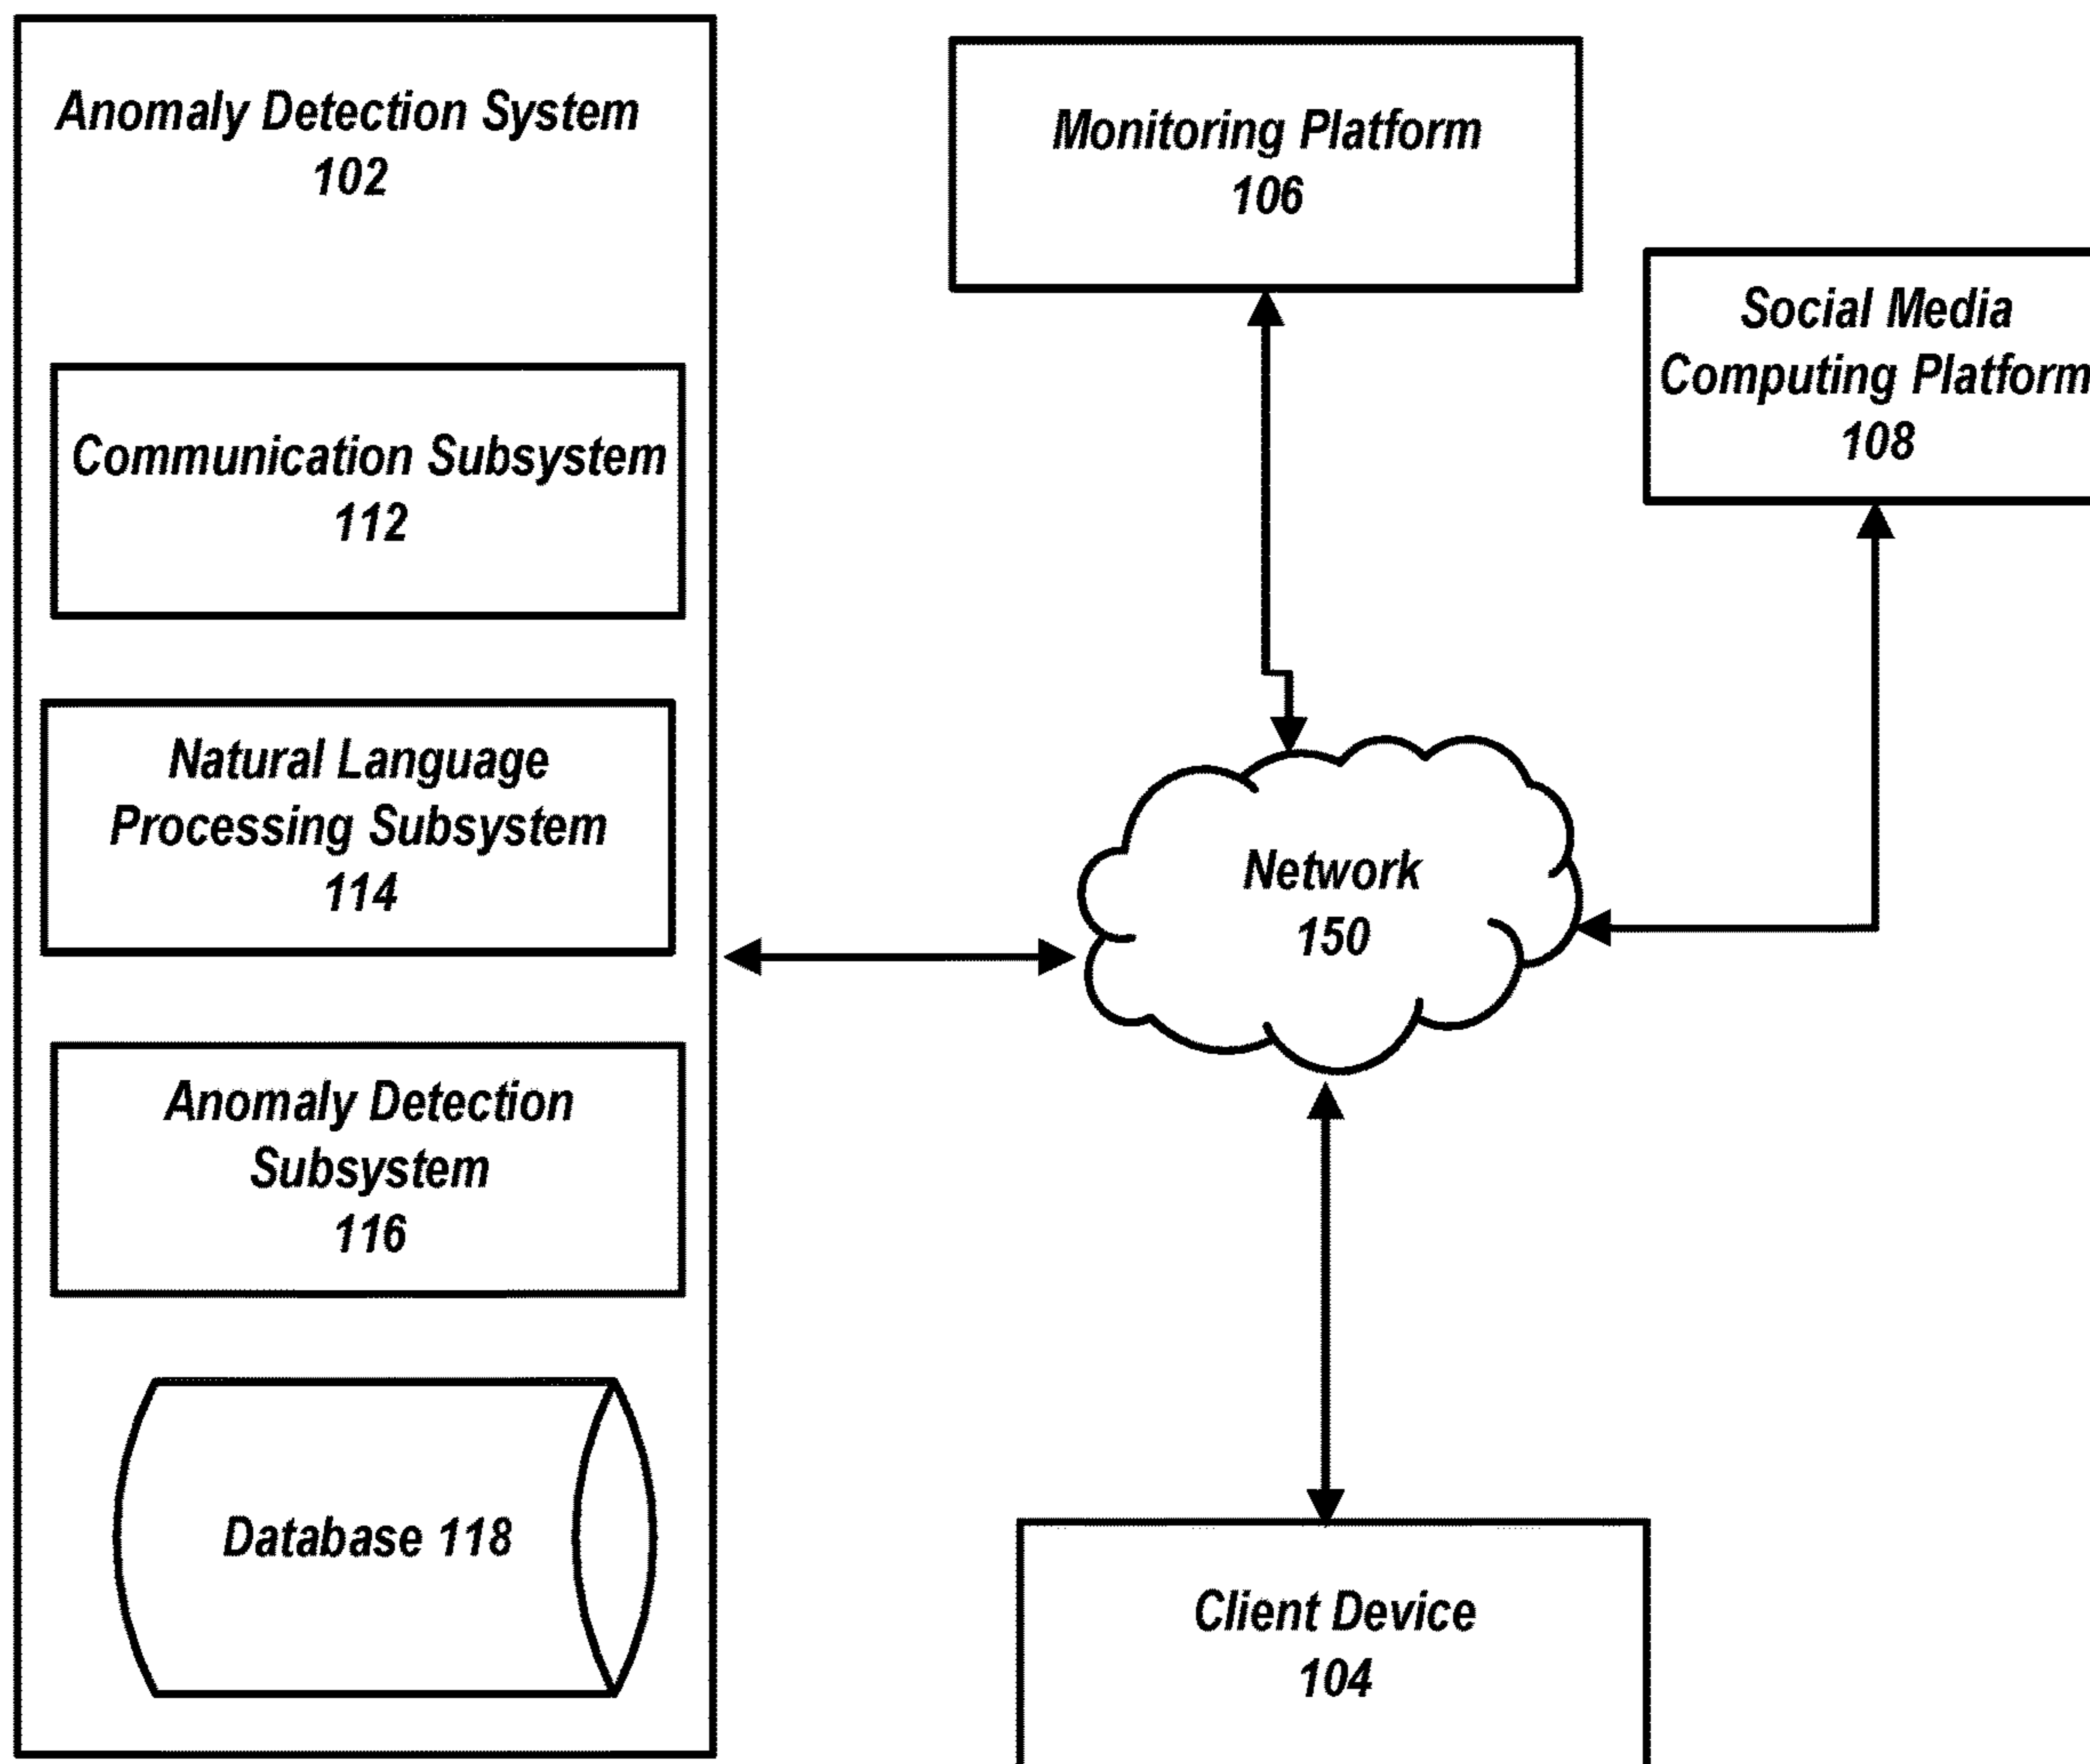 Anomaly Detection System
102
Communication Subsystem
112
Natural Language
Processing Subsystem
114
Anomaly Detection
Subsystem
116
Database 118
Monitoring Platform
106
Social Media
Computing Platform
108
Network
150
Client Device
104